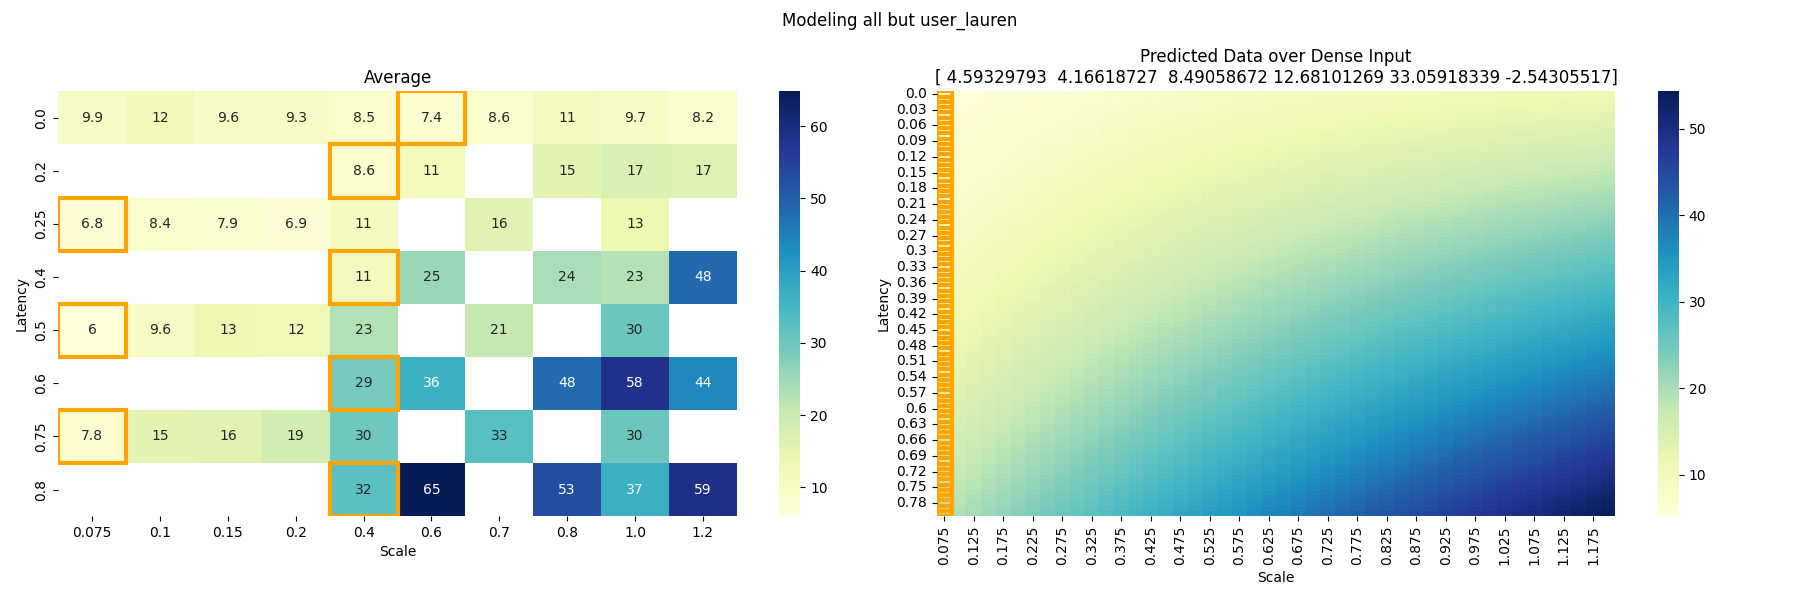 Modeling all but user_lauren
Average
0.0 9.9 12 9.6 9.3 8.5 7.4 8.6 11 9.7 8.2
0.2 8.6 11 15 17 17
0.25 6.8 8.4 7.9 6.9 11 16 13
0.4 11 25 24 23 48
0.5 6 9.6 13 12 23 21 30
0.6 29 36 48 58 44
0.75 7.8 15 16 19 30 33 30
0.8 32 65 53 37 59
Latency
0.075 0.1 0.15 0.2 0.4 0.6 0.7 0.8 1.0 1.2
Scale
60
50
40
30
20
10
Predicted Data over Dense Input
[ 4.59329793 4.16618727 8.49058672 12.68101269 33.05918339 -2.54305517]
0.0
0.03
0.06
0.09
0.12
0.15
0.18
0.21
0.24
0.27
0.3
0.33
0.36
0.39
0.42
0.45
0.48
0.51
0.54
0.57
0.6
0.63
0.66
0.69
0.72
0.75
0.78
Latency
0.075 0.125 0.175 0.225 0.275 0.325 0.375 0.425 0.475 0.525 0.575 0.625 0.675 0.725 0.775 0.825 0.875 0.925 0.975 1.025 1.075 1.125 1.175
Scale
50
40
30
20
10